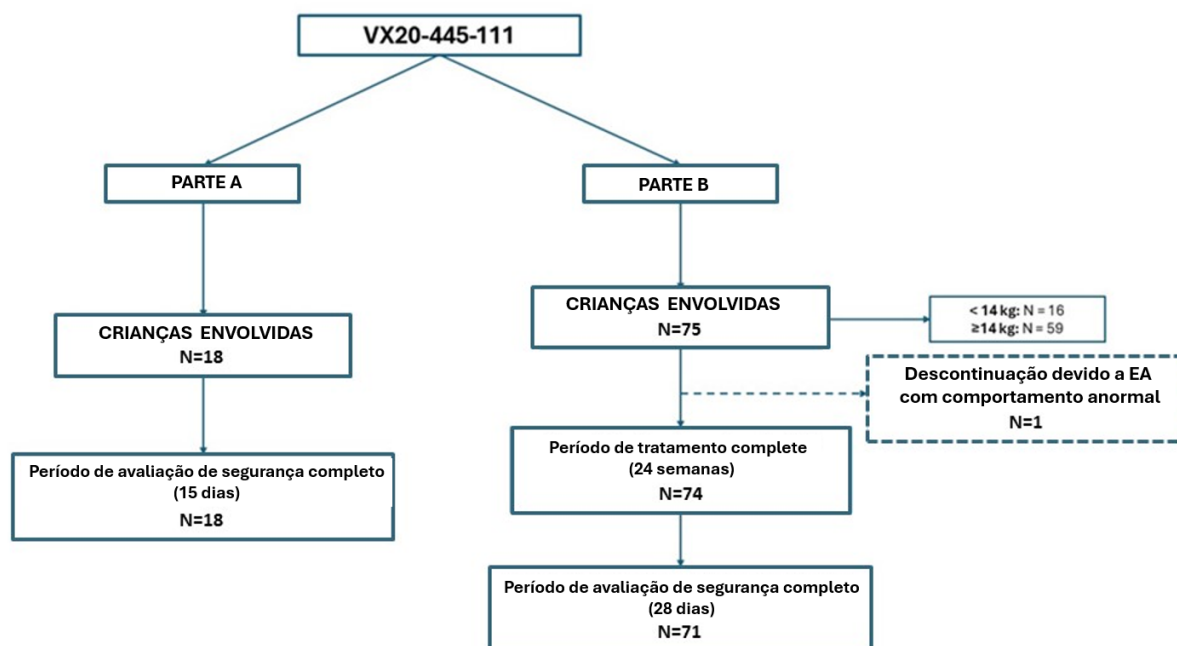 VX20-445-111
PARTE A
PARTE B
CRIANÇAS ENVOLVIDAS
N=18
CRIANÇAS ENVOLVIDAS
N=75
< 14 kg: N = 16
≥14 kg: N = 59
Descontinuação devido a EA
com comportamento anormal
N=1
Período de avaliação de segurança completo
(15 dias)
N=18
Período de tratamento complete
(24 semanas)
N=74
Período de avaliação de segurança completo
(28 dias)
N=71